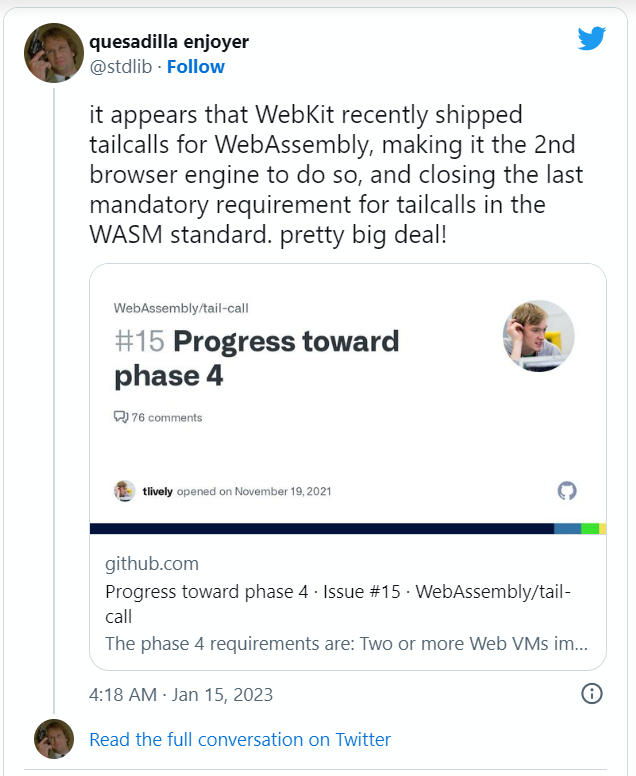 quesadilla enjoyer
@stdlib · Follow
it appears that WebKit recently shipped
tailcalls for WebAssembly, making it the 2nd
browser engine to do so, and closing the last
mandatory requirement for tailcalls in the
WASM standard. pretty big deal!
WebAssembly/tail-call
#15 Progress toward
phase 4
76 comments
tlively opened on November 19, 2021
github.com
Progress toward phase 4 · Issue #15 · WebAssembly/tail-
call
The phase 4 requirements are: Two or more Web VMs im...
4:18 AM · Jan 15, 2023
Read the full conversation on Twitter